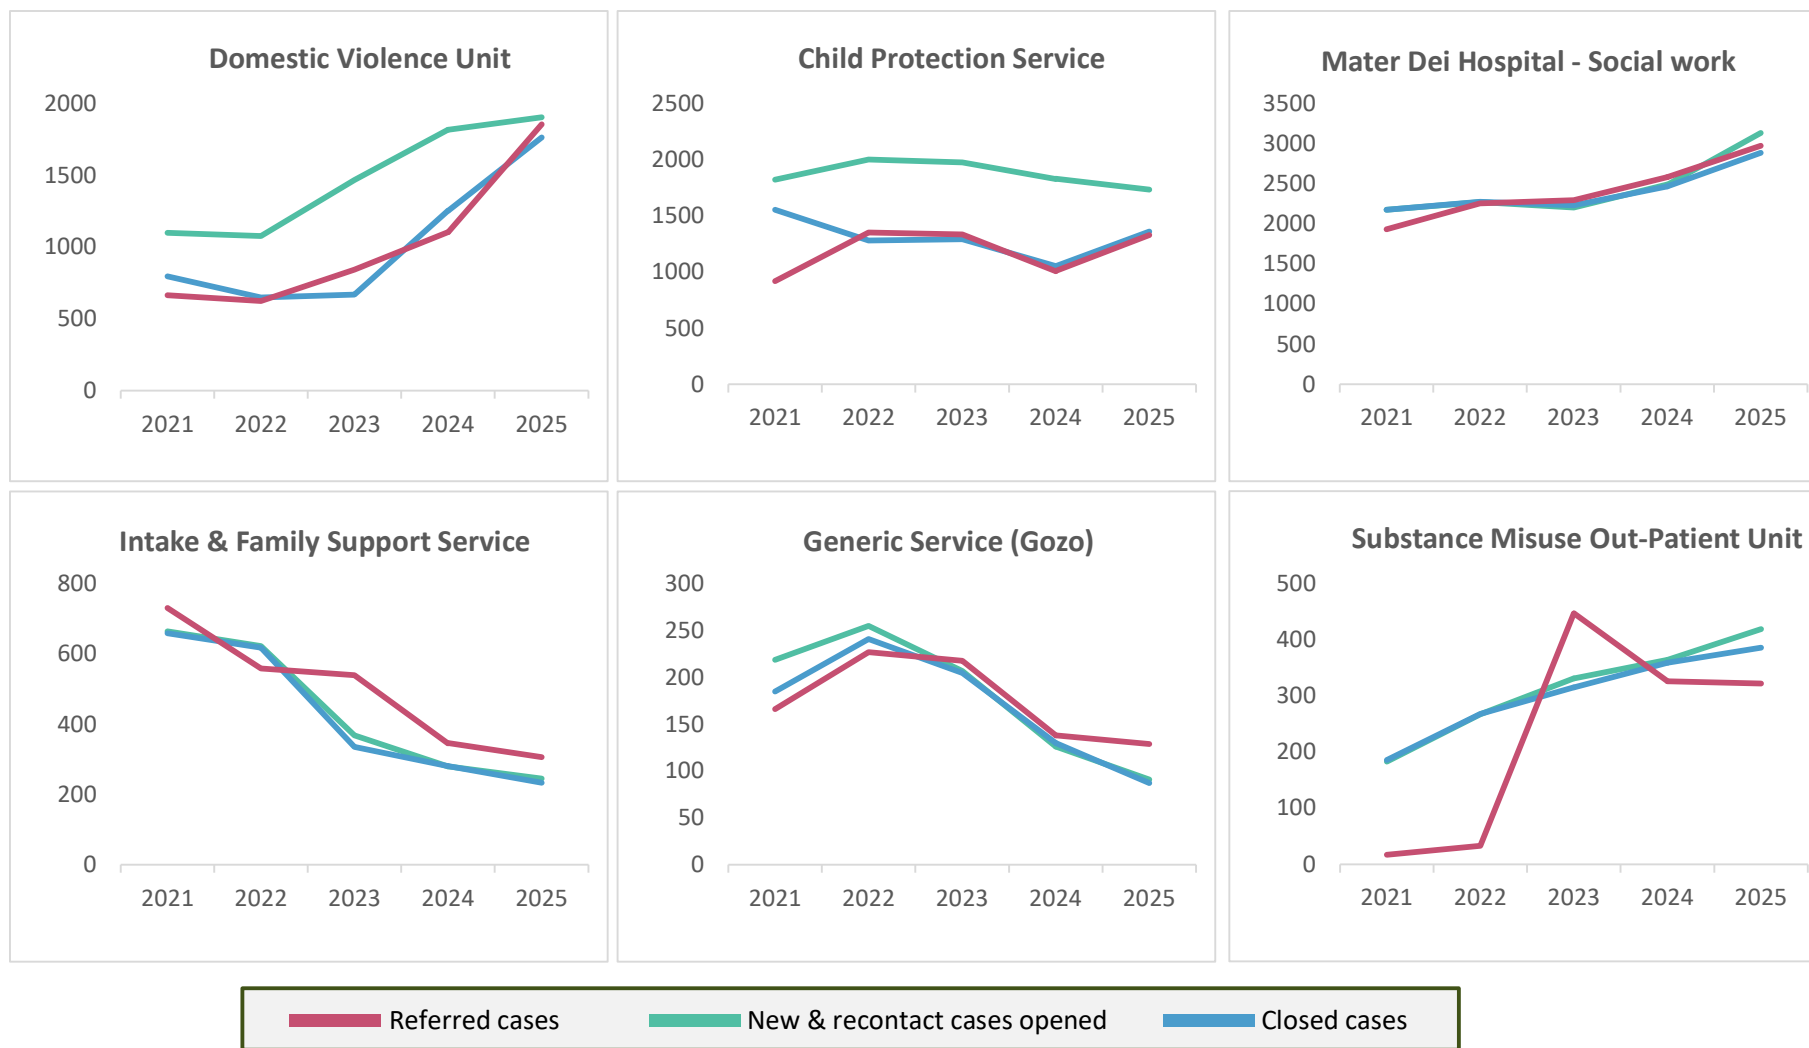 Domestic Violence Unit
2000
1500
1000
500
0
2021 2022 2023 2024 2025
Child Protection Service
2500
2000
1500
1000
500
0
2021 2022 2023 2024 2025
Mater Dei Hospital - Social work
3500
3000
2500
2000
1500
1000
500
0
2021 2022 2023 2024 2025
Intake & Family Support Service
800
600
400
200
0
2021 2022 2023 2024 2025
Generic Service (Gozo)
300
250
200
150
100
50
0
2021 2022 2023 2024 2025
Substance Misuse Out-Patient Unit
500
400
300
200
100
0
2021 2022 2023 2024 2025
Referred cases New & recontact cases opened Closed cases